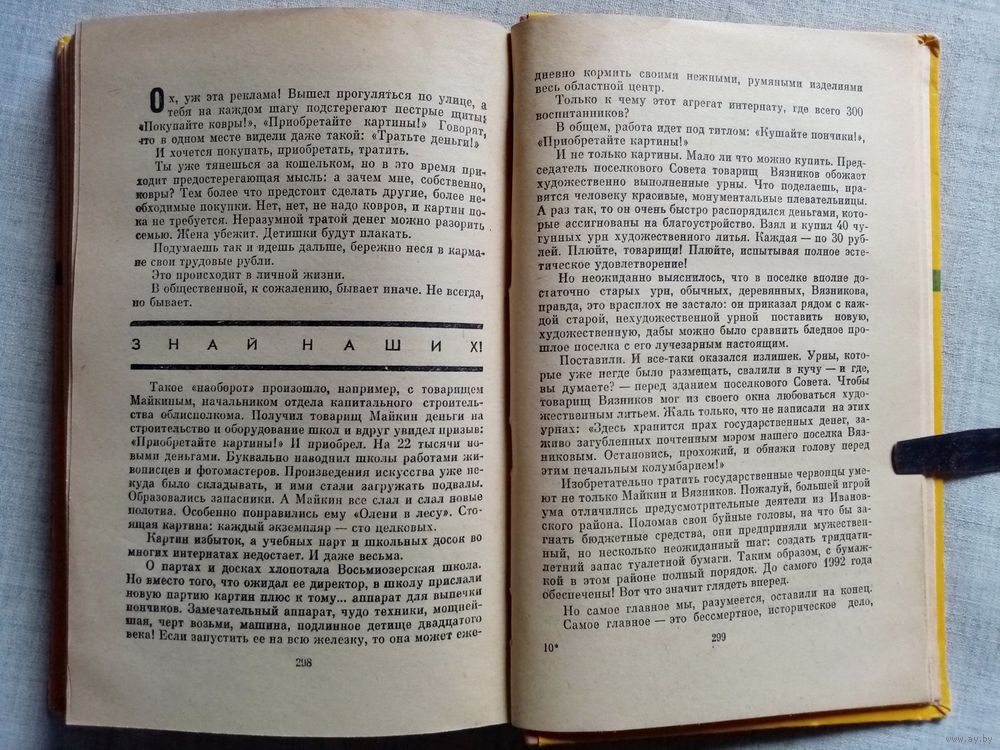 Ох, уж эта реклама! Вышел прогуляться по улице, а
тебя на каждом шагу подстерегают пестрые щиты:
«Покупайте ковры!», «Приобретайте картины!» Говорят,
что в одном месте видели даже такой: «Тратьте деньги!»
И хочется покупать, приобретать, тратить.
Ты уже тянешься за кошельком, но в это время при-
ходит предостерегающая мысль: а зачем мне, собственно,
ковры? Тем более что предстоит сделать другие, более не-
обходимые покупки. Нет, нет, не надо ковров, и картин по-
ка не требуется. Неразумной тратой денег можно разорить
семью. Жена убежит. Детишки будут плакать.
Подумаешь так и идешь дальше, бережно неся в карма-
не свои трудовые рубли.
Это происходит в личной жизни.
В общественной, к сожалению, бывает иначе. Не всегда,
но бывает.
ЗНАЙ НАШИХ!
Такое «наоборот» произошло, например, с товарищем
Майкиным, начальником отдела капитального строитель-
ства облисполкома. Получил товарищ Майкин деньги на
строительство и оборудование школ и вдруг увидел призыв:
«Приобретайте картины!» И приобрел. На 22 тысячи но-
выми деньгами. Буквально наводнил школы работами жи-
вописцев и фотомастеров. Произведения искусства уже не-
куда было складывать, и ими стали загружать подвалы.
Образовались запасники. А Майкин все слал и слал новые
полотна. Особенно понравились ему «Олени в лесу». Сто-
ящая картина: каждый экземпляр — сто целковых.
Картин избыток, а учебных парт и школьных досок во
многих интернатах недостает. И даже весьма.
О партах и досках хлопотала Восьмиозерская школа.
Но вместо того, что ожидал ее директор, в школу прислали
новую партию картин плюс к тому... аппарат для выпечки
пончиков. Замечательный аппарат, чудо техники, мощней-
шая, черт возьми, машина, подлинное детище двадцатого
века! Если запустить ее на всю железку, то она может еже-
298
дневно кормить своими нежными, румяными изделиями
весь областной центр.
Только к чему этот агрегат интернату, где всего 300
воспитанников?
В общем, работа идет под титлом: «Кушайте пончики!»,
«Приобретайте картины!»
И не только картины. Мало ли что можно купить. Пред-
седатель поселкового Совета товарищ Вязников обожает
художественно выполненные урны. Что поделаешь, нра-
вятся человеку красивые, монументальные плевательницы.
А раз так, то он очень быстро распорядился деньгами, кото-
рые ассигнованы на благоустройство. Взял и купил 40 чу-
гунных урн художественного литья. Каждая — по 30 руб-
лей. Плюйте, товарищи! Плюйте, испытывая полное эсте-
тическое удовлетворение!
Но неожиданно выяснилось, что в поселке вполне до-
статочно старых урн, обычных, деревянных, Вязникова,
правда, это врасплох не застало: он приказал рядом с каж-
дой старой, нехудожественной урной поставить новую,
художественную, дабы можно было сравнить бледное про-
шлое поселка с его лучезарным настоящим.
Поставили. И все-таки оказался излишек. Урны, кото-
рые уже негде было размещать, свалили в кучу — и где,
вы думаете? — перед зданием поселкового Совета. Чтобы
товарищ Вязников мог из своего окна любоваться худо-
жественным литьем. Жаль только, что не написали на этих
урнах: «Здесь хранится прах государственных денег, за-
живо загубленных почтенным мэром нашего поселка Вяз-
никовым. Остановись, прохожий, и обнажи голову перед
этим печальным колумбарием!»
Изобретательно тратить государственные червонцы уме-
ют не только Майкин и Вязников. Пожалуй, большей игрой
ума отличились предусмотрительные деятели из Иванов-
ского района. Поломав свои буйные головы, на что бы за-
гнать бюджетные средства, они предприняли мужествен-
ный, но несколько неожиданный шаг: создать тридцати-
летний запас туалетной бумаги. Таким образом, с бумаж-
кой в этом районе полный порядок. До самого 1992 года
обеспечены! Вот что значит глядеть вперед.
Но самое главное мы, разумеется, оставили на конец.
Самое главное — это бессмертное, историческое дело,
10*
299
www.ay.by